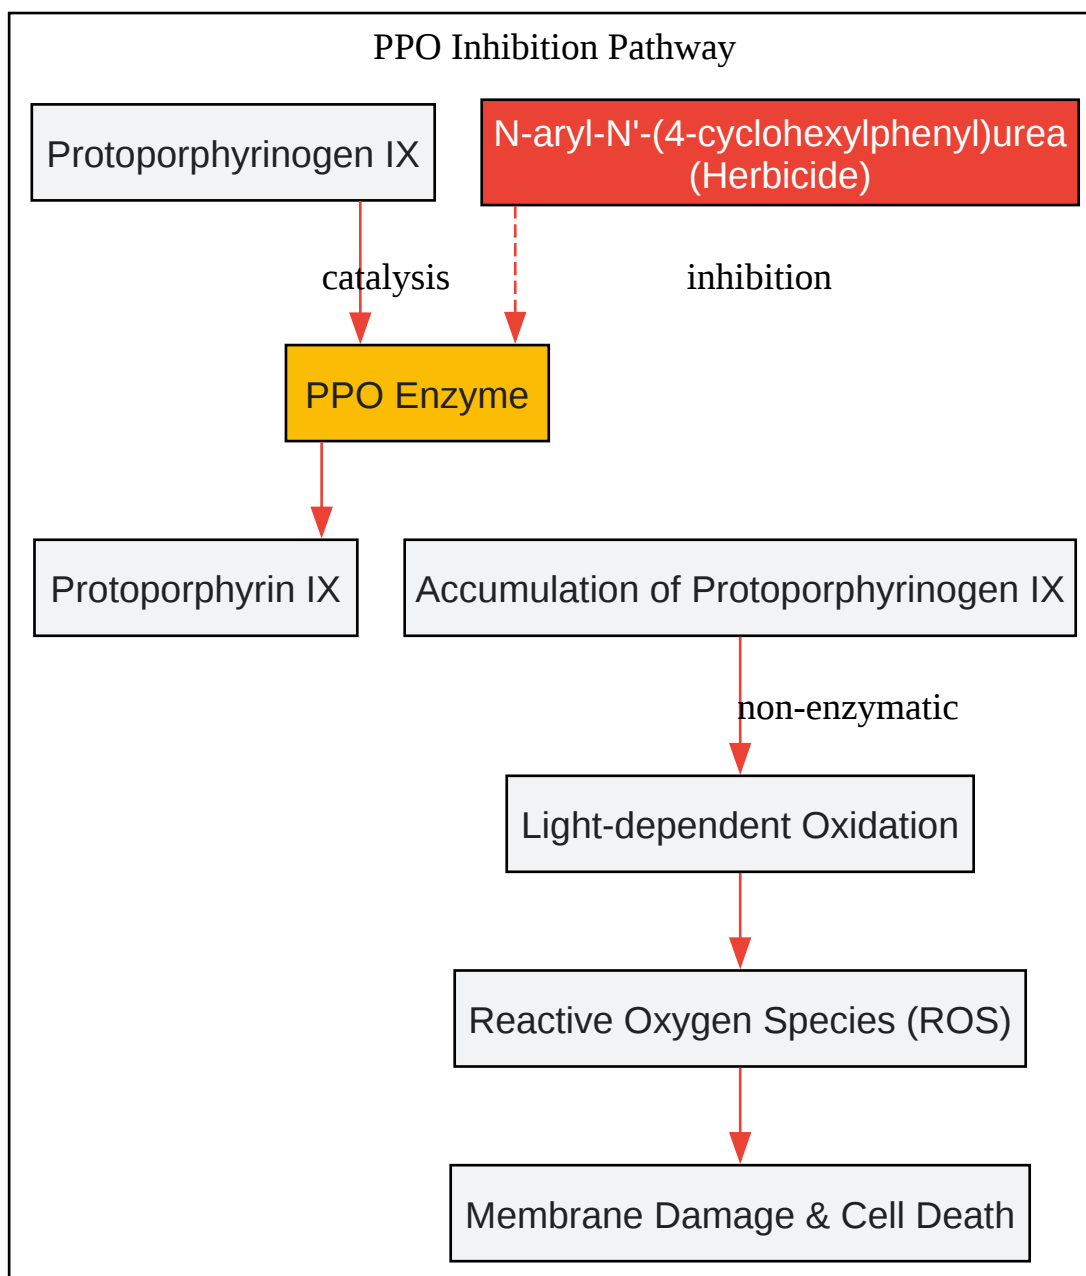 PPO Inhibition Pathway
Protoporphyrinogen IX
N-aryl-N'-(4-cyclohexylphenyl)urea
(Herbicide)
catalysis
inhibition
PPO Enzyme
Protoporphyrin IX
Accumulation of Protoporphyrinogen IX
non-enzymatic
Light-dependent Oxidation
Reactive Oxygen Species (ROS)
Membrane Damage & Cell Death